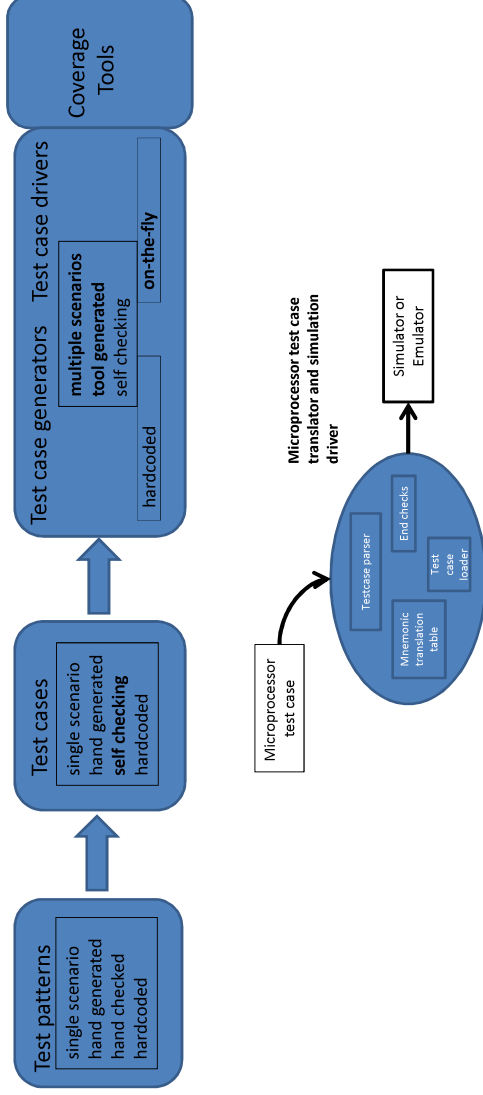 Test patterns
single scenario
hand generated
hand checked
hardcoded
Test cases
single scenario
hand generated
self checking
hardcoded
Test case generators
Test case drivers
multiple scenarios
tool generated
self checking
hardcoded
on-the-fly
Coverage
Tools
Microprocessor
test case
Microprocessor test case
translator and simulation
driver
Testcase parser
Mnemonic
translation
table
End checks
Test
case
loader
Simulator or
Emulator